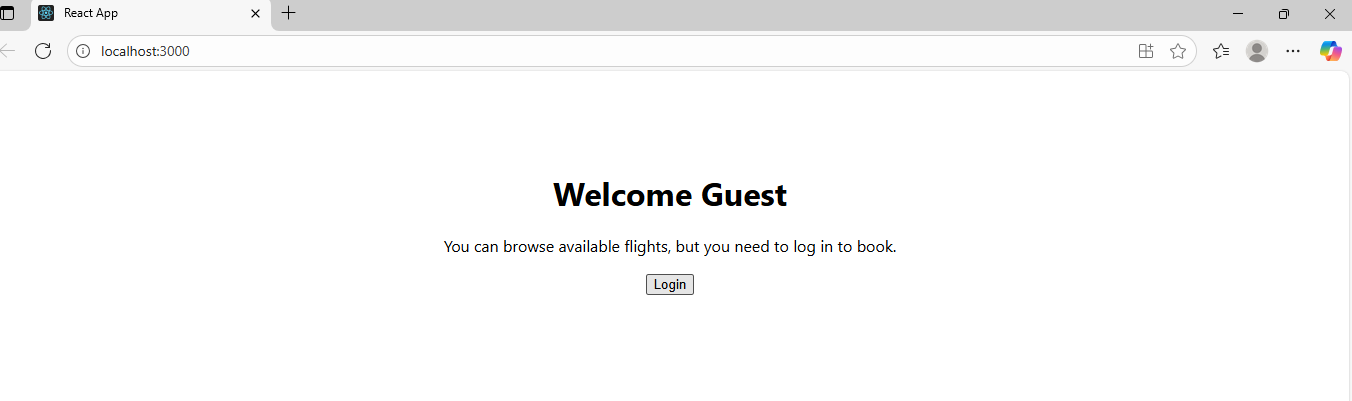 React App
localhost:3000
Welcome Guest
You can browse available flights, but you need to log in to book.
Login